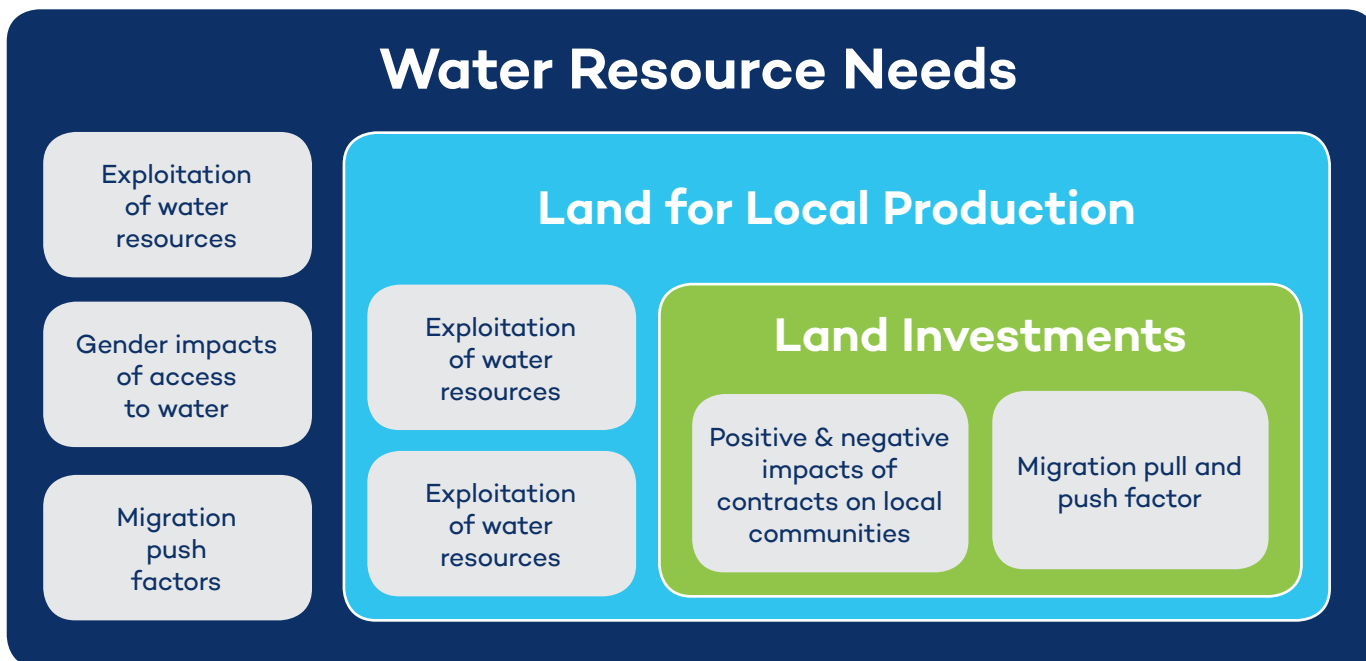 Water Resource Needs
Exploitation
of water
resources
Gender impacts
of access
to water
Migration
push
factors
Land for Local Production
Exploitation
of water
resources
Exploitation
of water
resources
Land Investments
Positive & negative
impacts of
contracts on local
communities
Migration pull and
push factor